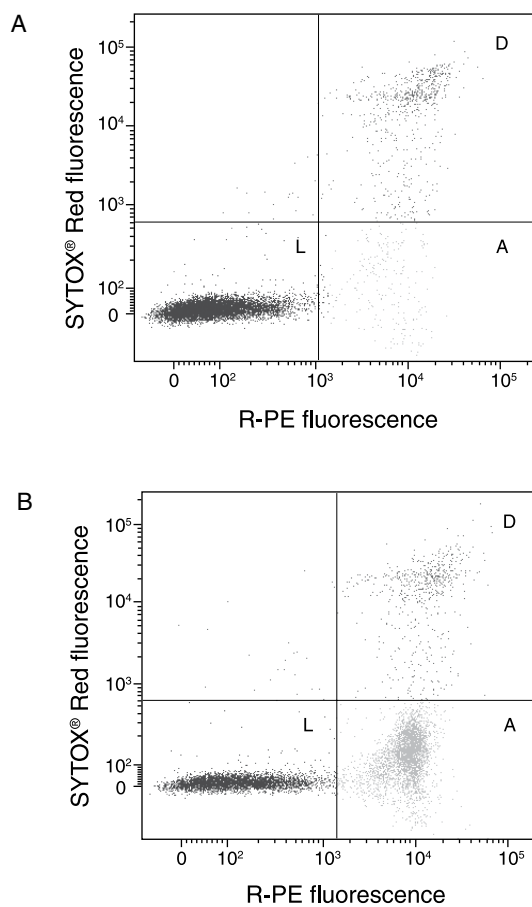 A
SYTOX® Red fluorescence
10⁵
10⁴
10³
10²
0
D
L
A
0
10²
10³
10⁴
10⁵
R-PE fluorescence
B
SYTOX® Red fluorescence
10⁵
10⁴
10³
10²
0
D
L
A
0
10²
10³
10⁴
10⁵
R-PE fluorescence